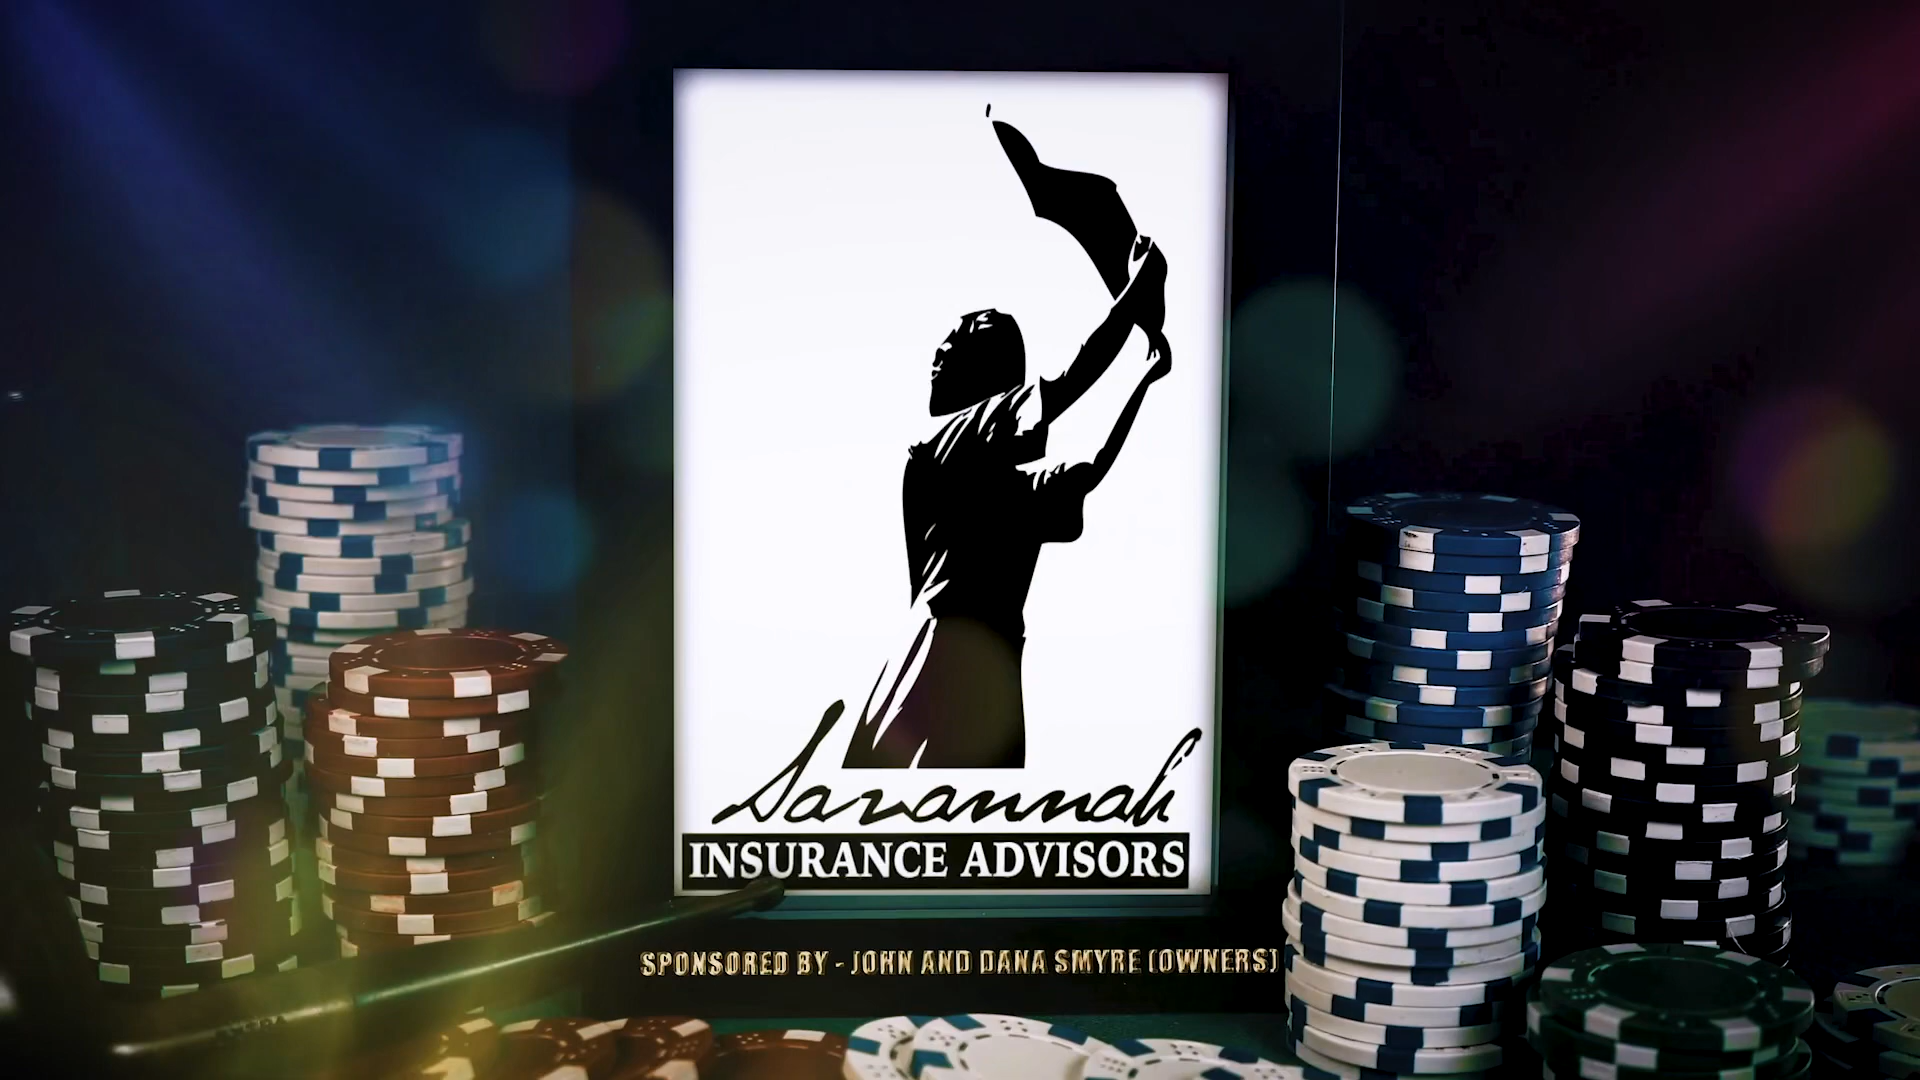 Savannah
INSURANCE ADVISORS
SPONSORED BY - JOHN AND DANA SMYRE (OWNERS)